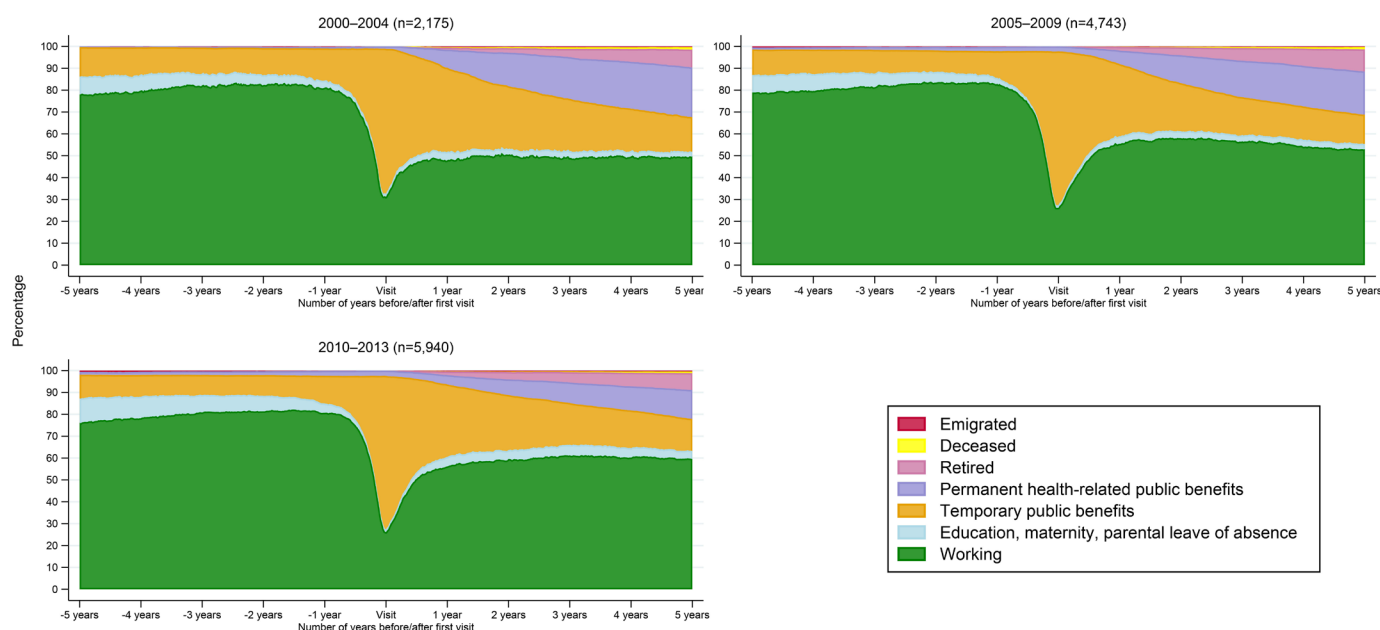 2000–2004 (n=2,175)
100
90
80
70
60
50
40
30
20
10
0
-5 years -4 years -3 years -2 years -1 year Visit 1 year 2 years 3 years 4 years 5 years
Number of years before/after first visit
2005–2009 (n=4,743)
100
90
80
70
60
50
40
30
20
10
0
-5 years -4 years -3 years -2 years -1 year Visit 1 year 2 years 3 years 4 years 5 years
Number of years before/after first visit
Percentage
2010–2013 (n=5,940)
100
90
80
70
60
50
40
30
20
10
0
-5 years -4 years -3 years -2 years -1 year Visit 1 year 2 years 3 years 4 years 5 years
Number of years before/after first visit
Emigrated
Deceased
Retired
Permanent health-related public benefits
Temporary public benefits
Education, maternity, parental leave of absence
Working